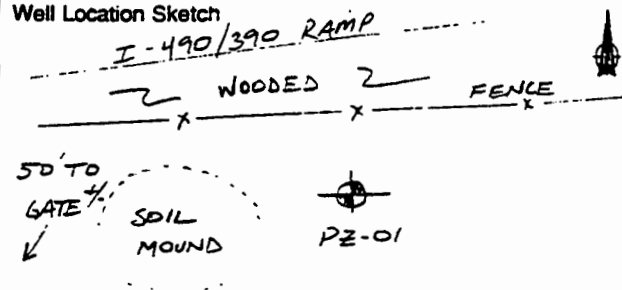 Well Location Sketch
I-490/390 RAMP
WOODED
FENCE
50' TO
GATE +/-
SOIL
MOUND
PZ-01